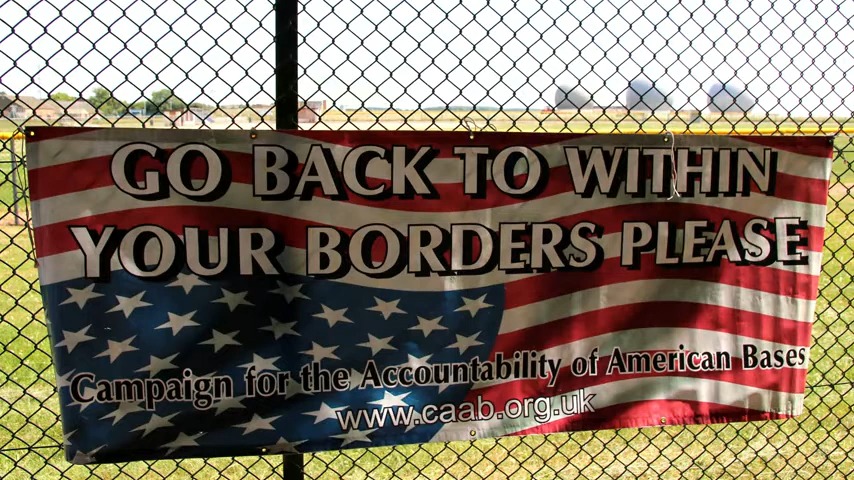 GO BACK TO WITHIN
YOUR BORDERS PLEASE
Campaign for the Accountability of American Bases
www.caab.org.uk